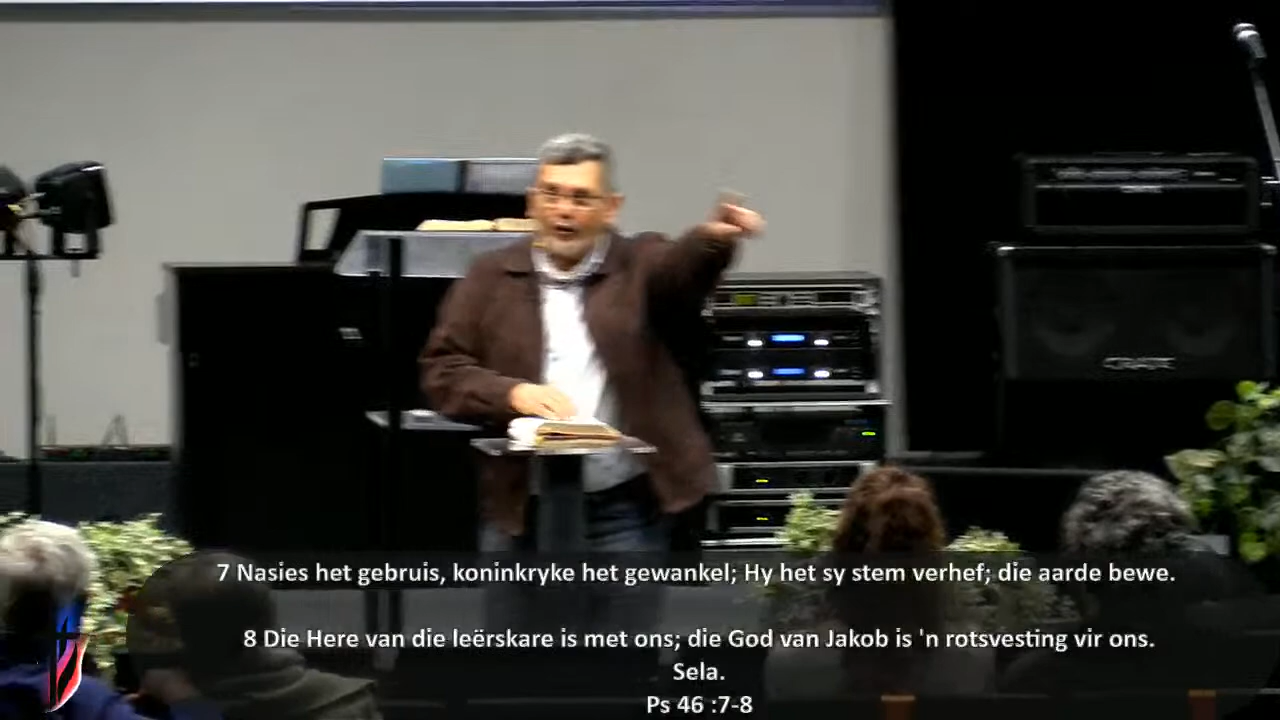 CRATE
7 Nasies het gebruis, koninkryke het gewankel; Hy het sy stem verhef; die aarde bewe.
8 Die Here van die leërskare is met ons; die God van Jakob is 'n rotsvesting vir ons.
Sela.
Ps 46 :7-8